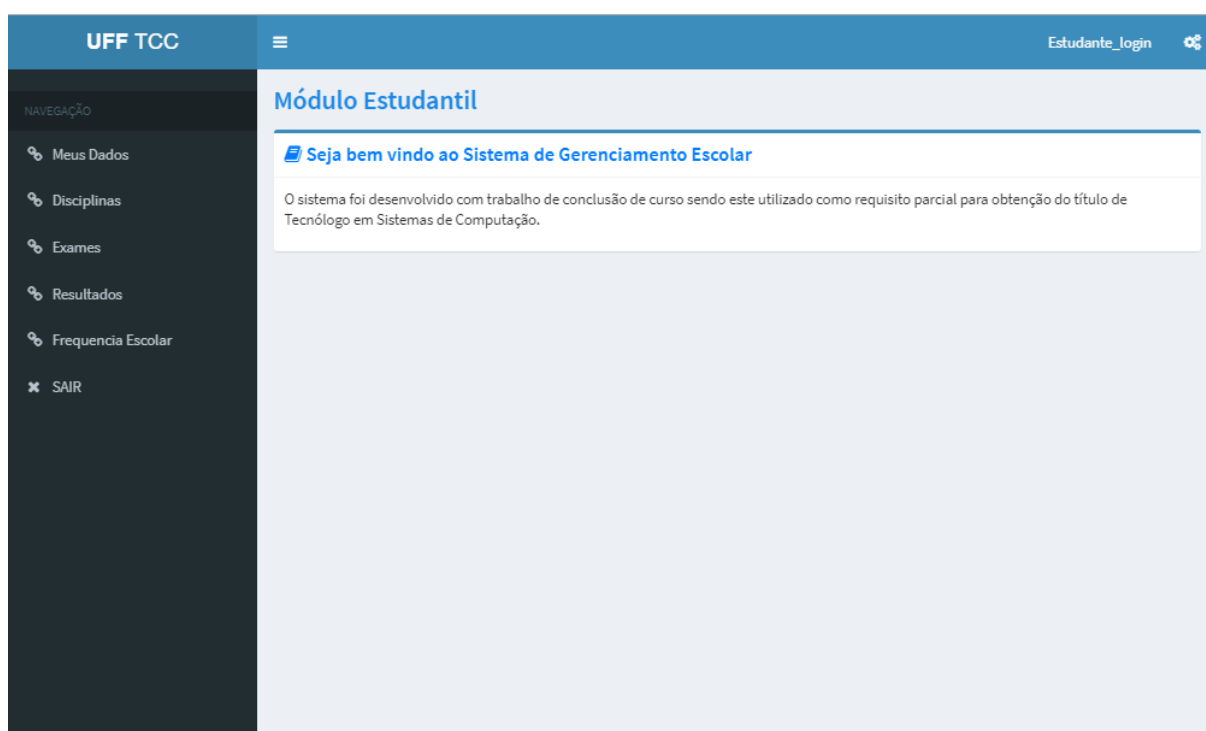 UFF TCC
Estudante_login
NAVEGAÇÃO
Meus Dados
Disciplinas
Exames
Resultados
Frequencia Escolar
SAIR
Módulo Estudantil
Seja bem vindo ao Sistema de Gerenciamento Escolar
O sistema foi desenvolvido com trabalho de conclusão de curso sendo este utilizado como requisito parcial para obtenção do título de
Tecnólogo em Sistemas de Computação.